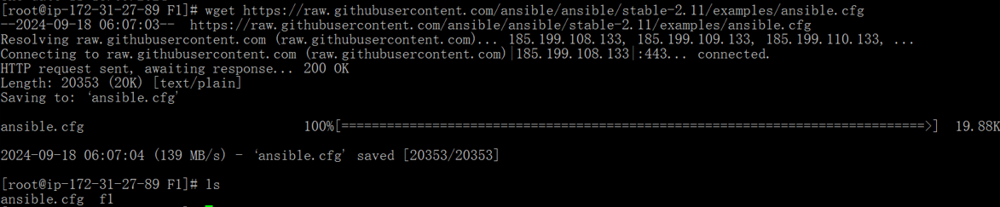 [root@ip-172-31-27-89 F1]# wget https://raw.githubusercontent.com/ansible/ansible/stable-2.11/examples/ansible.cfg
--2024-09-18 06:07:03--  https://raw.githubusercontent.com/ansible/ansible/stable-2.11/examples/ansible.cfg
Resolving raw.githubusercontent.com (raw.githubusercontent.com)... 185.199.108.133, 185.199.109.133, 185.199.110.133, ...
Connecting to raw.githubusercontent.com (raw.githubusercontent.com)|185.199.108.133|:443... connected.
HTTP request sent, awaiting response... 200 OK
Length: 20353 (20K) [text/plain]
Saving to: ‘ansible.cfg’
ansible.cfg 100%[==============================================================================>] 19.88K
2024-09-18 06:07:04 (139 MB/s) - ‘ansible.cfg’ saved [20353/20353]
[root@ip-172-31-27-89 F1]# ls
ansible.cfg  f1